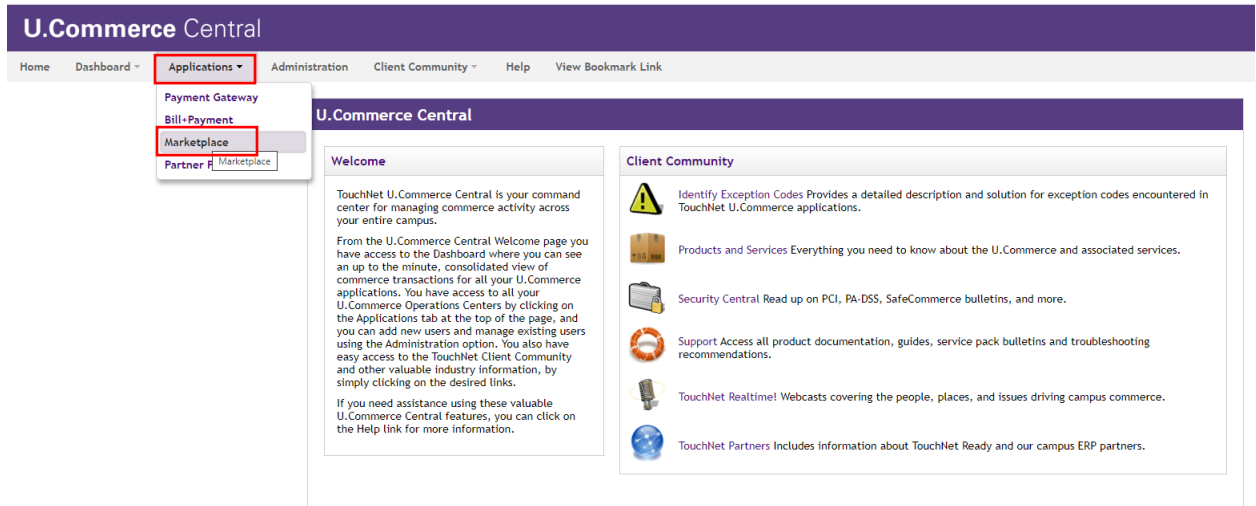 U.Commerce Central
Home Dashboard Applications Administration Client Community Help View Bookmark Link
Payment Gateway
Bill+Payment
Marketplace
Partner
Marketplace
U.Commerce Central
Welcome
TouchNet U.Commerce Central is your command
center for managing commerce activity across
your entire campus.
From the U.Commerce Central Welcome page you
have access to the Dashboard where you can see
an up to the minute, consolidated view of
commerce transactions for all your U.Commerce
applications. You have access to all your
U.Commerce Operations Centers by clicking on
the Applications tab at the top of the page, and
you can add new users and manage existing users
using the Administration option. You also have
easy access to the TouchNet Client Community
and other valuable industry information, by
simply clicking on the desired links.
If you need assistance using these valuable
U.Commerce Central features, you can click on
the Help link for more information.
Client Community
Identify Exception Codes Provides a detailed description and solution for exception codes encountered in
TouchNet U.Commerce applications.
Products and Services Everything you need to know about the U.Commerce and associated services.
Security Central Read up on PCI, PA-DSS, SafeCommerce bulletins, and more.
Support Access all product documentation, guides, service pack bulletins and troubleshooting
recommendations.
TouchNet Realtime! Webcasts covering the people, places, and issues driving campus commerce.
TouchNet Partners Includes information about TouchNet Ready and our campus ERP partners.